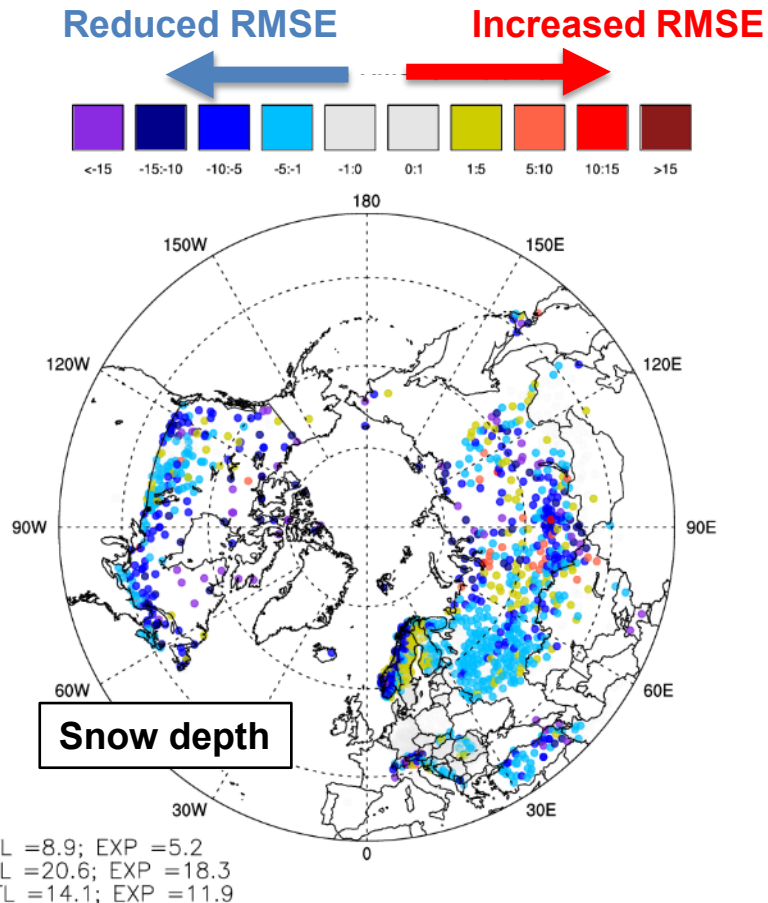 Reduced RMSE Increased RMSE
<-15 -15:-10 -10:-5 -5:-1 -1:0 0:1 1:5 5:10 10:15 >15
180
150W 150E
120W 120E
90W 90E
60W 60E
Snow depth
30W 30E
0
L =8.9; EXP =5.2
L =20.6; EXP =18.3
TL =14.1; EXP =11.9